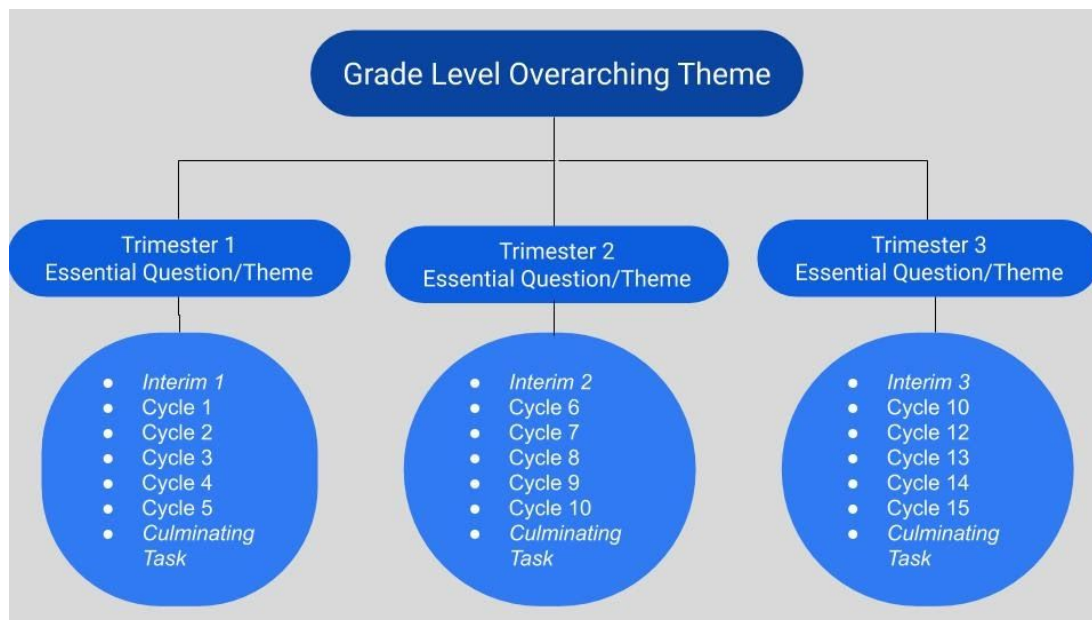 Grade Level Overarching Theme
Trimester 1
Essential Question/Theme
Trimester 2
Essential Question/Theme
Trimester 3
Essential Question/Theme
● Interim 1
● Cycle 1
● Cycle 2
● Cycle 3
● Cycle 4
● Cycle 5
● Culminating
Task
● Interim 2
● Cycle 6
● Cycle 7
● Cycle 8
● Cycle 9
● Cycle 10
● Culminating
Task
● Interim 3
● Cycle 10
● Cycle 12
● Cycle 13
● Cycle 14
● Cycle 15
● Culminating
Task